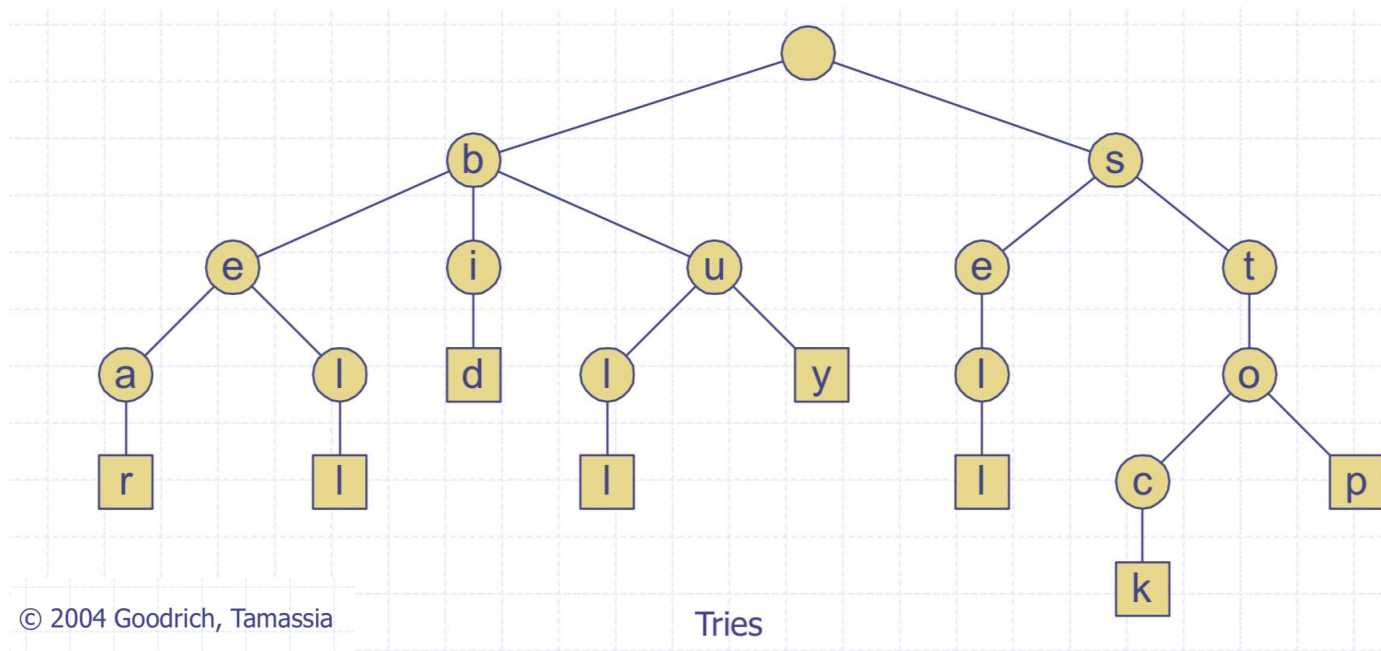 b s
e i u e t
a l d l y l o
r l l l c p
k
© 2004 Goodrich, Tamassia
Tries